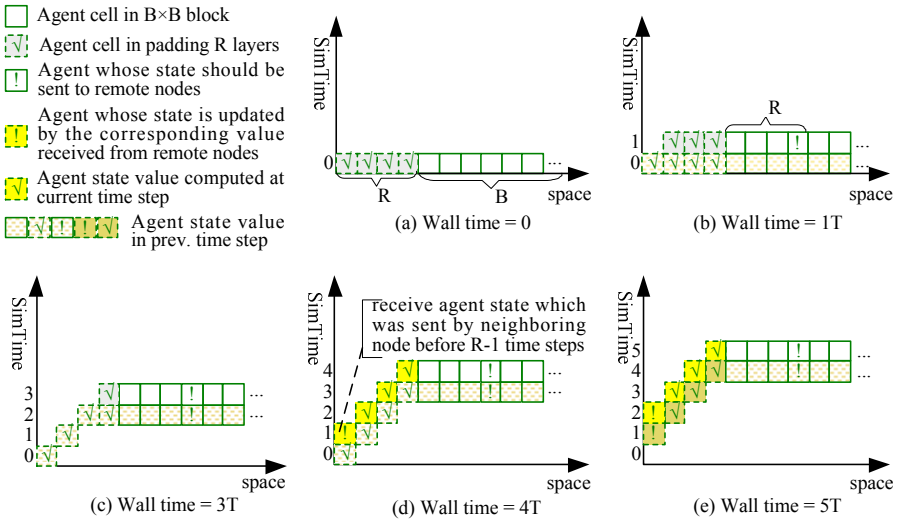 Agent cell in B×B block
√ Agent cell in padding R layers
! Agent whose state should be
sent to remote nodes
Agent whose state is updated
! by the corresponding value
received from remote nodes
√ Agent state value computed at
current time step
√ ! ! √ Agent state value
in prev. time step
SimTime
0
√ √ √ √
...
R
B
space
(a) Wall time = 0
SimTime
R
1
√ √ √ !
...
0
√ √ √ √
...
space
(b) Wall time = 1T
SimTime
3
√ !
2
√ √ !
...
1
√
0
√
space
(c) Wall time = 3T
SimTime
receive agent state which
was sent by neighboring
node before R-1 time steps
4
√ !
...
3
√ √ !
...
2
√ √
1
! √
0
√
space
(d) Wall time = 4T
SimTime
5
√ !
...
4
√ √ !
...
3
√ √
2
! √
1
!
0
space
(e) Wall time = 5T